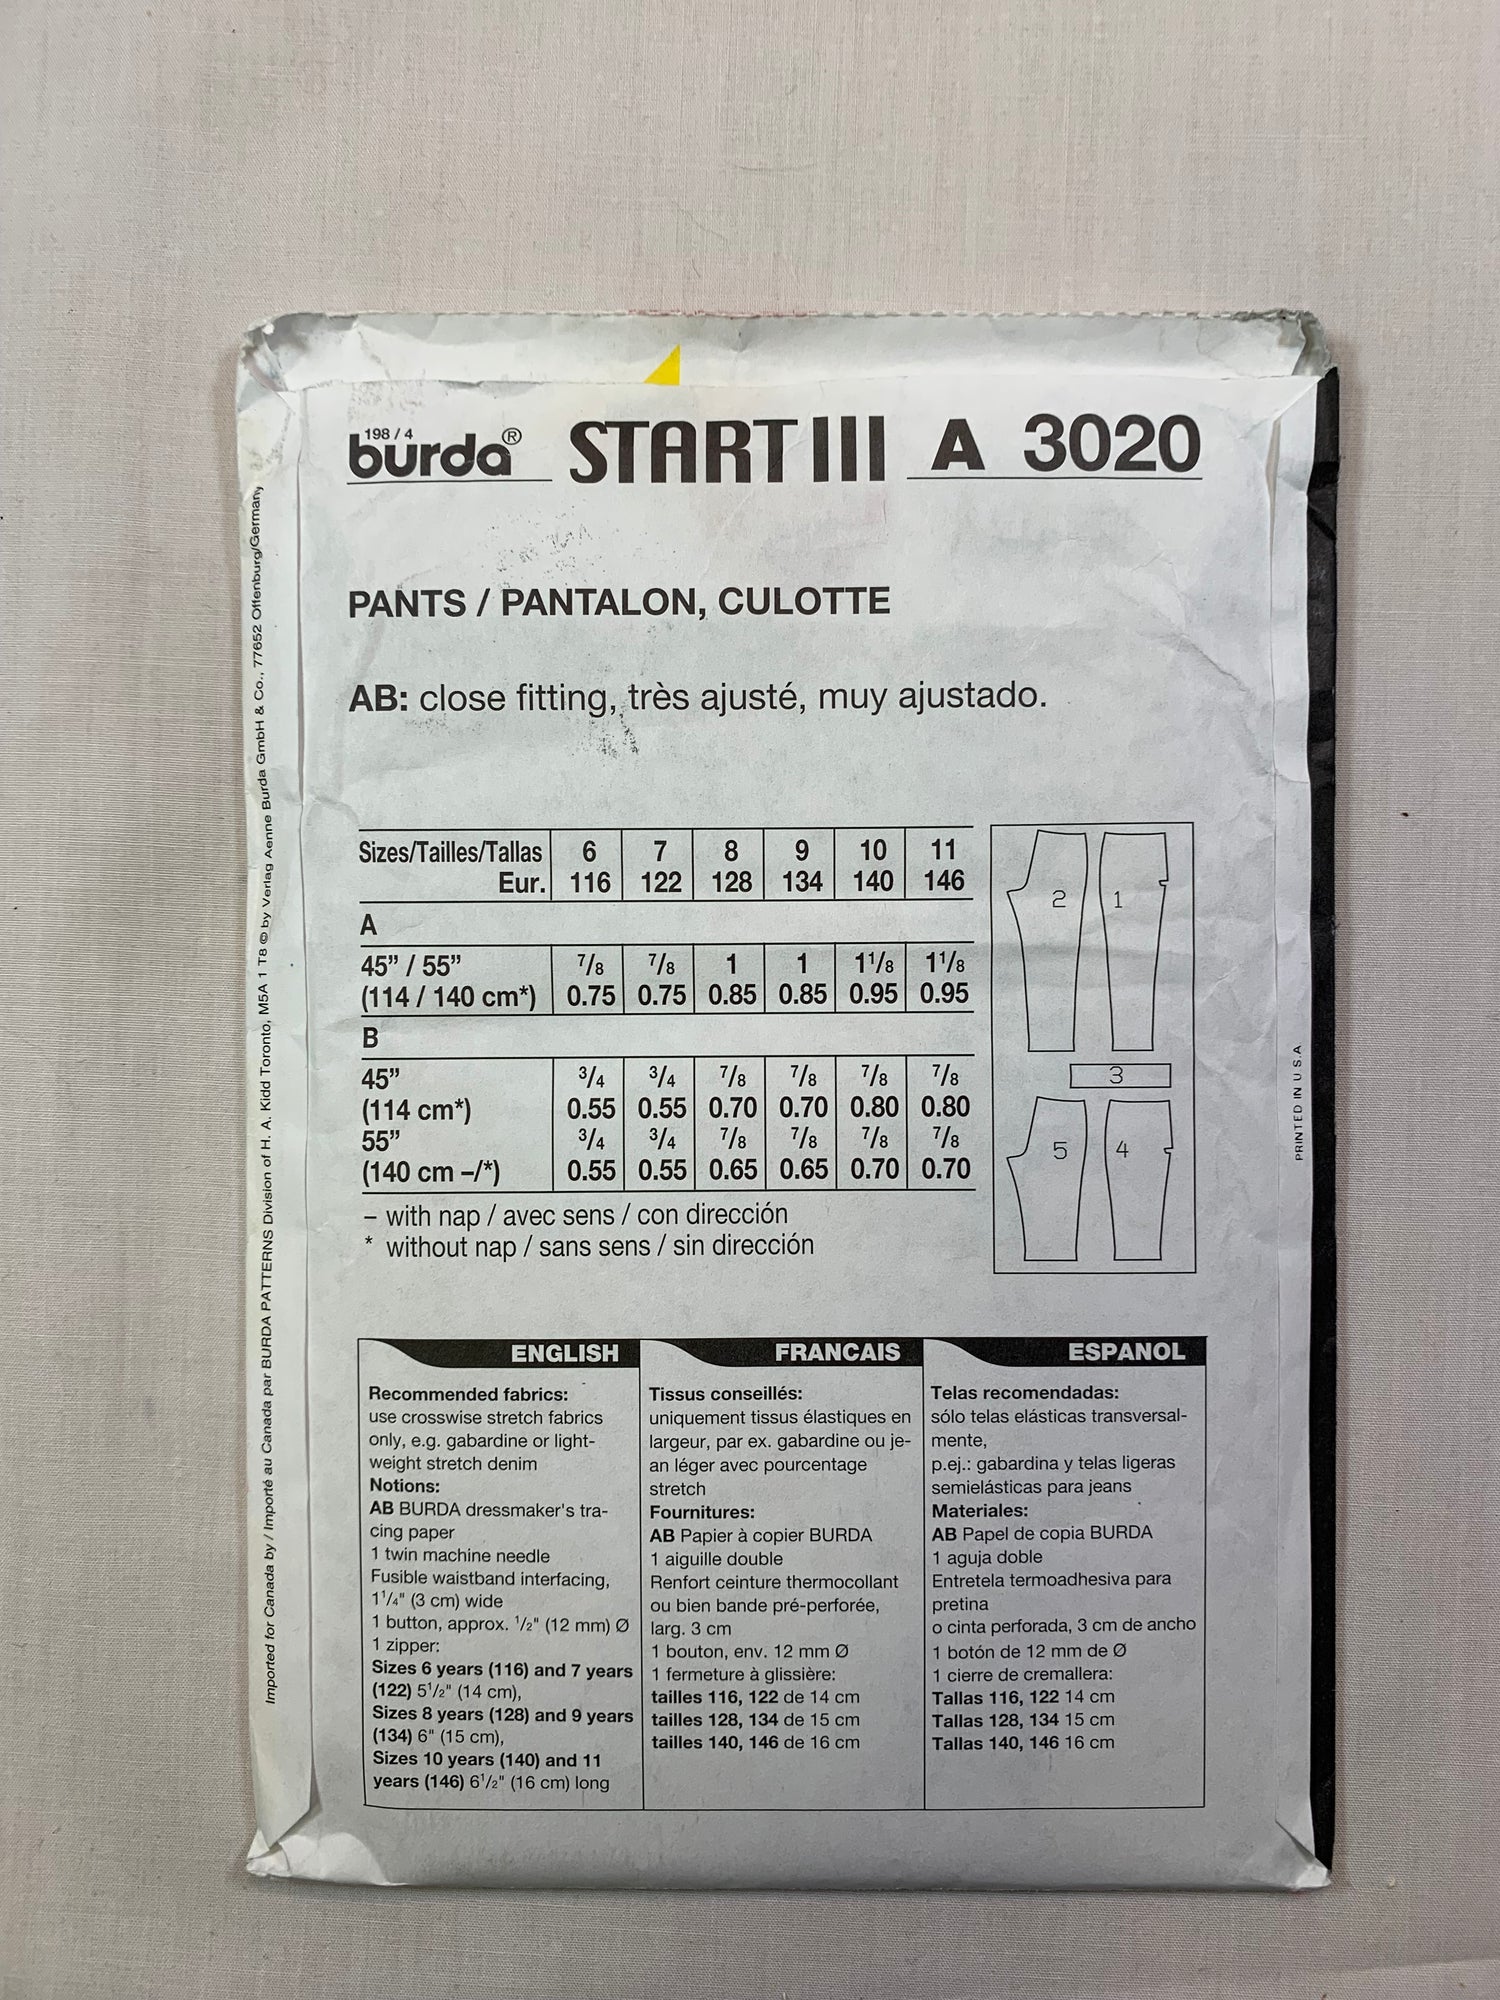 198 / 4
burda® START III A 3020
PANTS / PANTALON, CULOTTE
AB: close fitting, très ajusté, muy ajustado.
Sizes/Tailles/Tallas 6 7 8 9 10 11
Eur. 116 122 128 134 140 146
A
45” / 55” 7/8 7/8 1 1 1 1/8 1 1/8
(114 / 140 cm*) 0.75 0.75 0.85 0.85 0.95 0.95
B
45” 3/4 3/4 7/8 7/8 7/8 7/8
(114 cm*) 0.55 0.55 0.70 0.70 0.80 0.80
55” 3/4 3/4 7/8 7/8 7/8 7/8
(140 cm –/*) 0.55 0.55 0.65 0.65 0.70 0.70
– with nap / avec sens / con dirección
* without nap / sans sens / sin dirección
2 1
3
5 4
ENGLISH
Recommended fabrics:
use crosswise stretch fabrics
only, e.g. gabardine or light-
weight stretch denim
Notions:
AB BURDA dressmaker's tra-
cing paper
1 twin machine needle
Fusible waistband interfacing,
1 1/4" (3 cm) wide
1 button, approx. 1/2" (12 mm) Ø
1 zipper:
Sizes 6 years (116) and 7 years
(122) 5 1/2" (14 cm),
Sizes 8 years (128) and 9 years
(134) 6" (15 cm),
Sizes 10 years (140) and 11
years (146) 6 1/2" (16 cm) long
FRANCAIS
Tissus conseillés:
uniquement tissus élastiques en
largeur, par ex. gabardine ou je-
an léger avec pourcentage
stretch
Fournitures:
AB Papier à copier BURDA
1 aiguille double
Renfort ceinture thermocollant
ou bien bande pré-perforée,
larg. 3 cm
1 bouton, env. 12 mm Ø
1 fermeture à glissière:
tailles 116, 122 de 14 cm
tailles 128, 134 de 15 cm
tailles 140, 146 de 16 cm
ESPANOL
Telas recomendadas:
sólo telas elásticas transversal-
mente,
p.ej.: gabardina y telas ligeras
semielásticas para jeans
Materiales:
AB Papel de copia BURDA
1 aguja doble
Entretela termoadhesiva para
pretina
o cinta perforada, 3 cm de ancho
1 botón de 12 mm de Ø
1 cierre de cremallera:
Tallas 116, 122 14 cm
Tallas 128, 134 15 cm
Tallas 140, 146 16 cm
Imported for Canada by / Importé au Canada par BURDA PATTERNS Division of H. A. Kidd Toronto, M5A 1 T8 © by Verlag Aenne Burda GmbH & Co., 77652 Offenburg/Germany
PRINTED IN U S.A